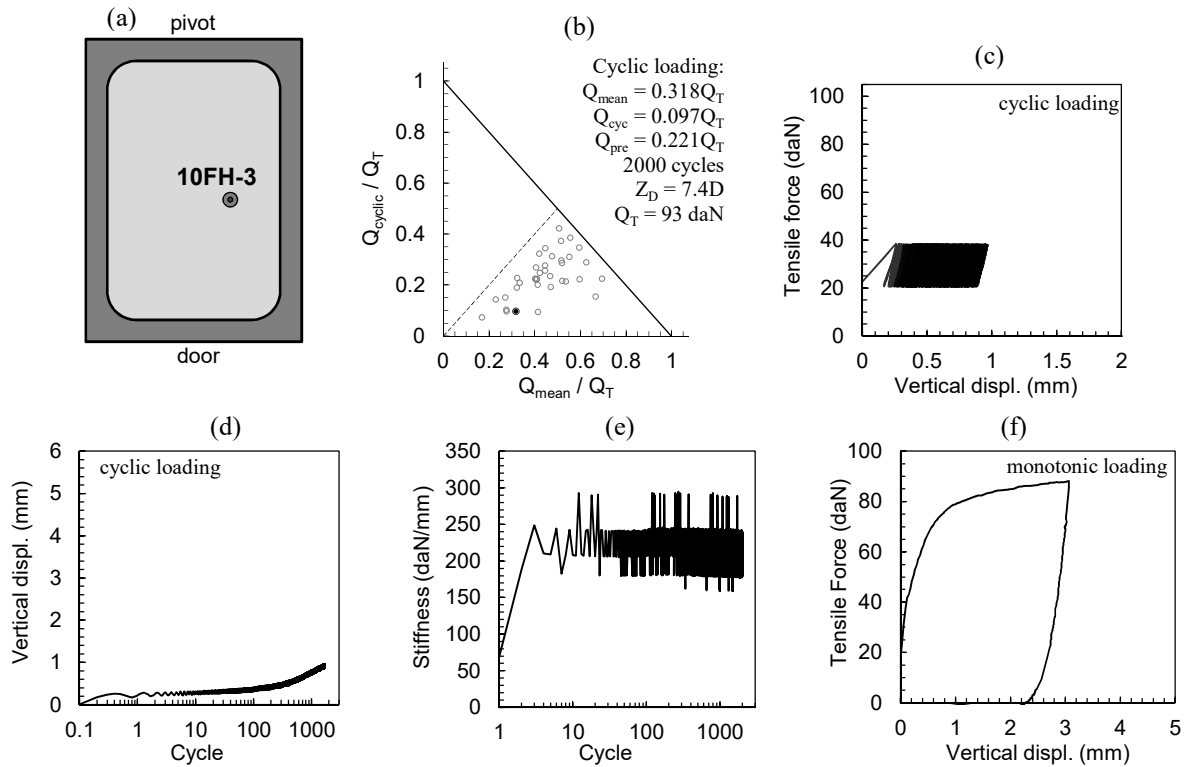 (a)
pivot
10FH-3
door
(b)
Cyclic loading:
Q_mean = 0.318Q_T
Q_cyc = 0.097Q_T
Q_pre = 0.221Q_T
2000 cycles
Z_D = 7.4D
Q_T = 93 daN
Q_cyclic / Q_T
1
0.8
0.6
0.4
0.2
0
0 0.2 0.4 0.6 0.8 1
Q_mean / Q_T
(c)
cyclic loading
Tensile force (daN)
100
80
60
40
20
0
0 0.5 1 1.5 2
Vertical displ. (mm)
(d)
cyclic loading
Vertical displ. (mm)
6
5
4
3
2
1
0
0.1 1 10 100 1000
Cycle
(e)
Stiffness (daN/mm)
350
300
250
200
150
100
50
0
1 10 100 1000
Cycle
(f)
monotonic loading
Tensile Force (daN)
100
80
60
40
20
0
0 1 2 3 4 5
Vertical displ. (mm)